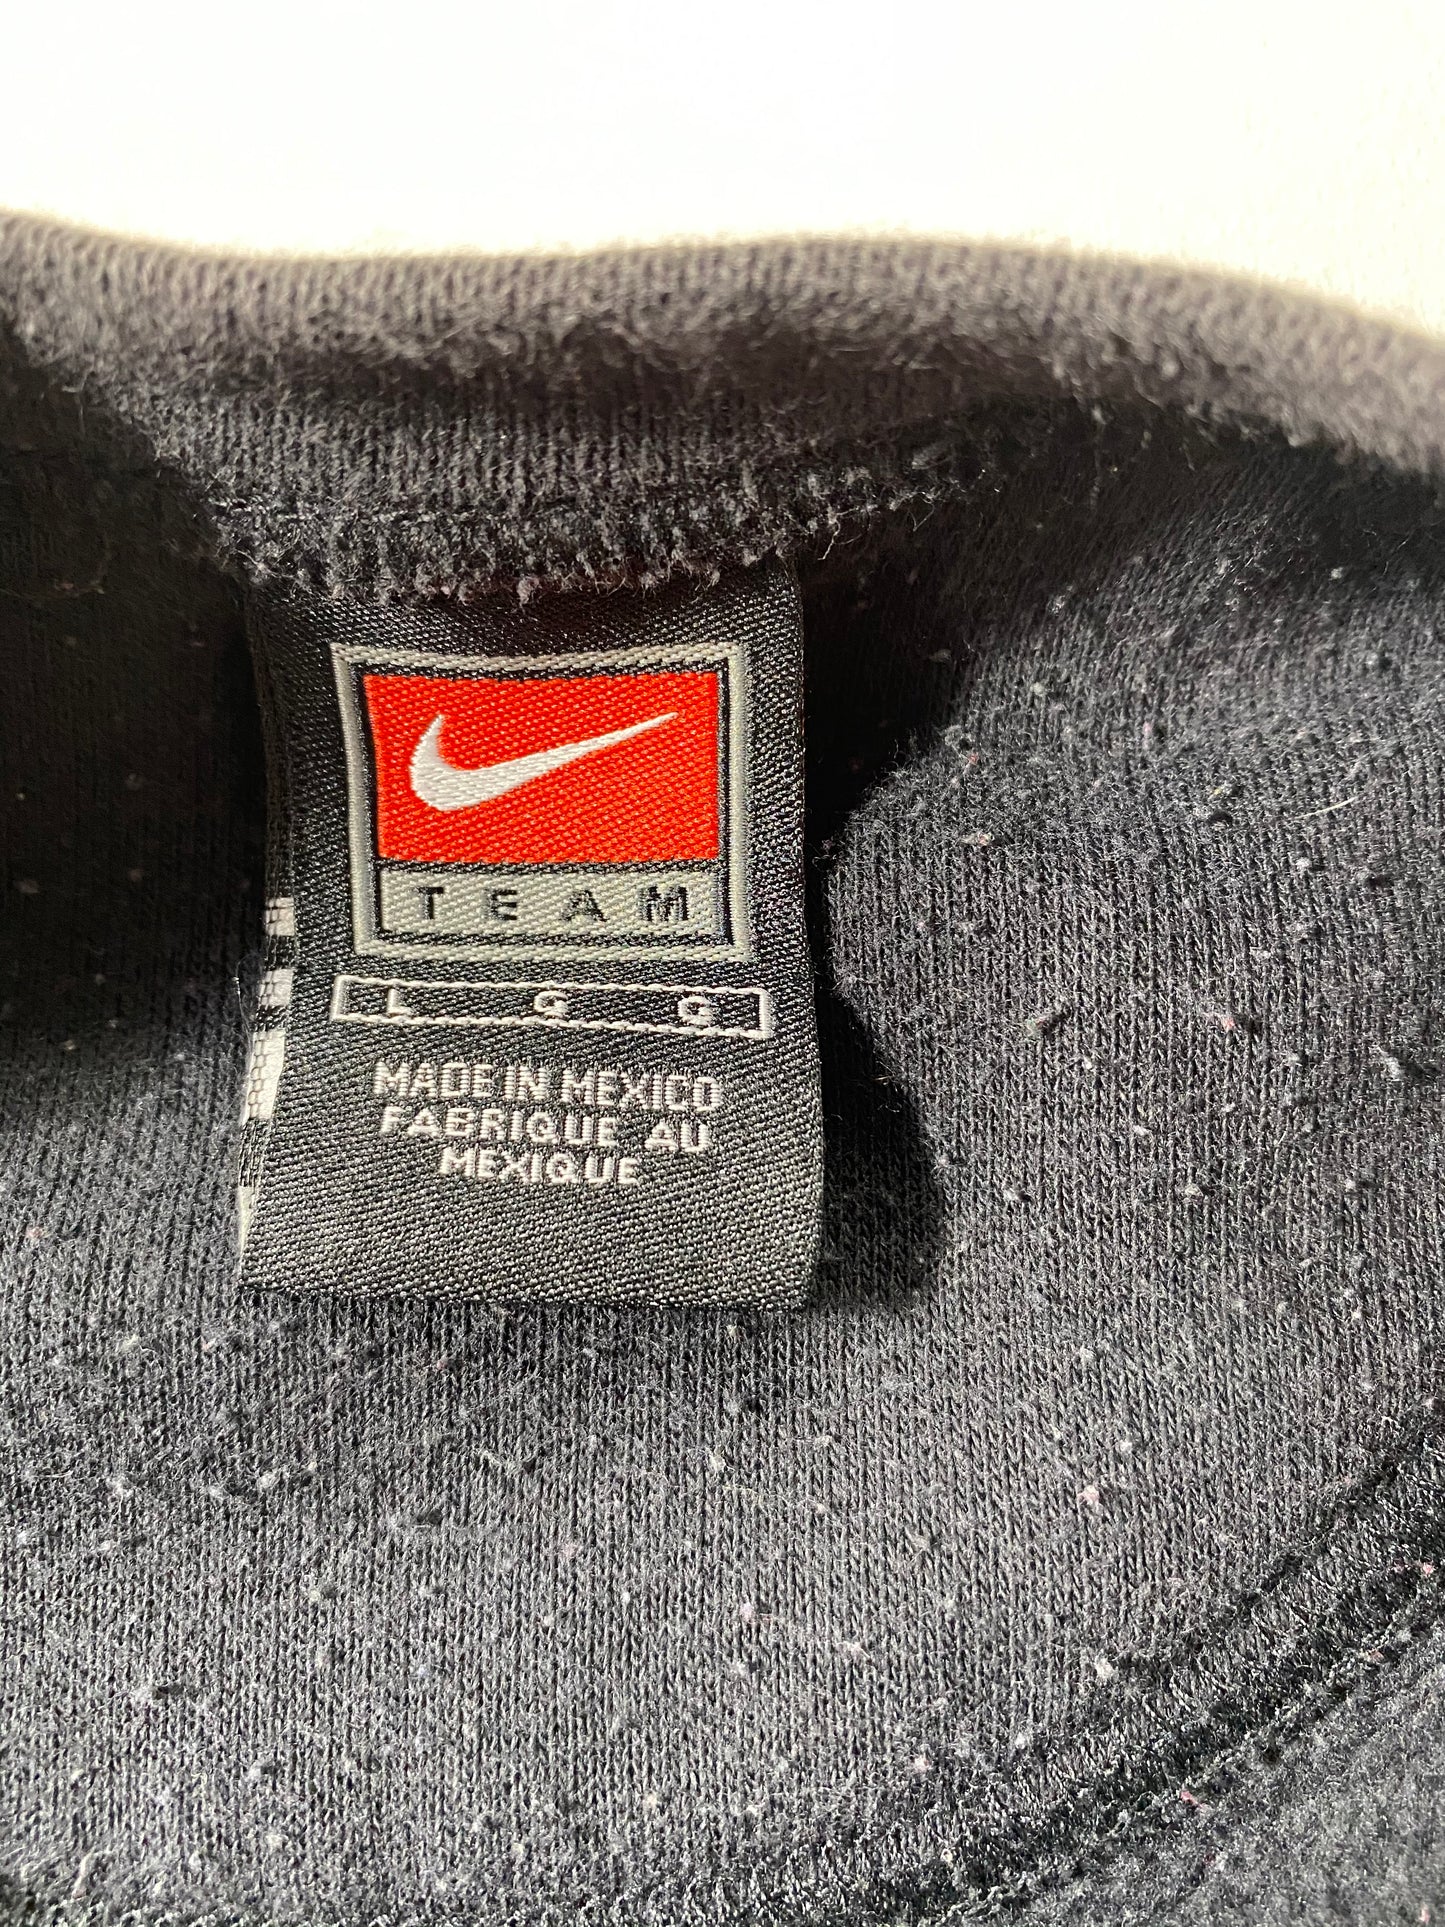 TEAM
L G G
MADE IN MEXICO
FABRIQUE AU
MEXIQUE